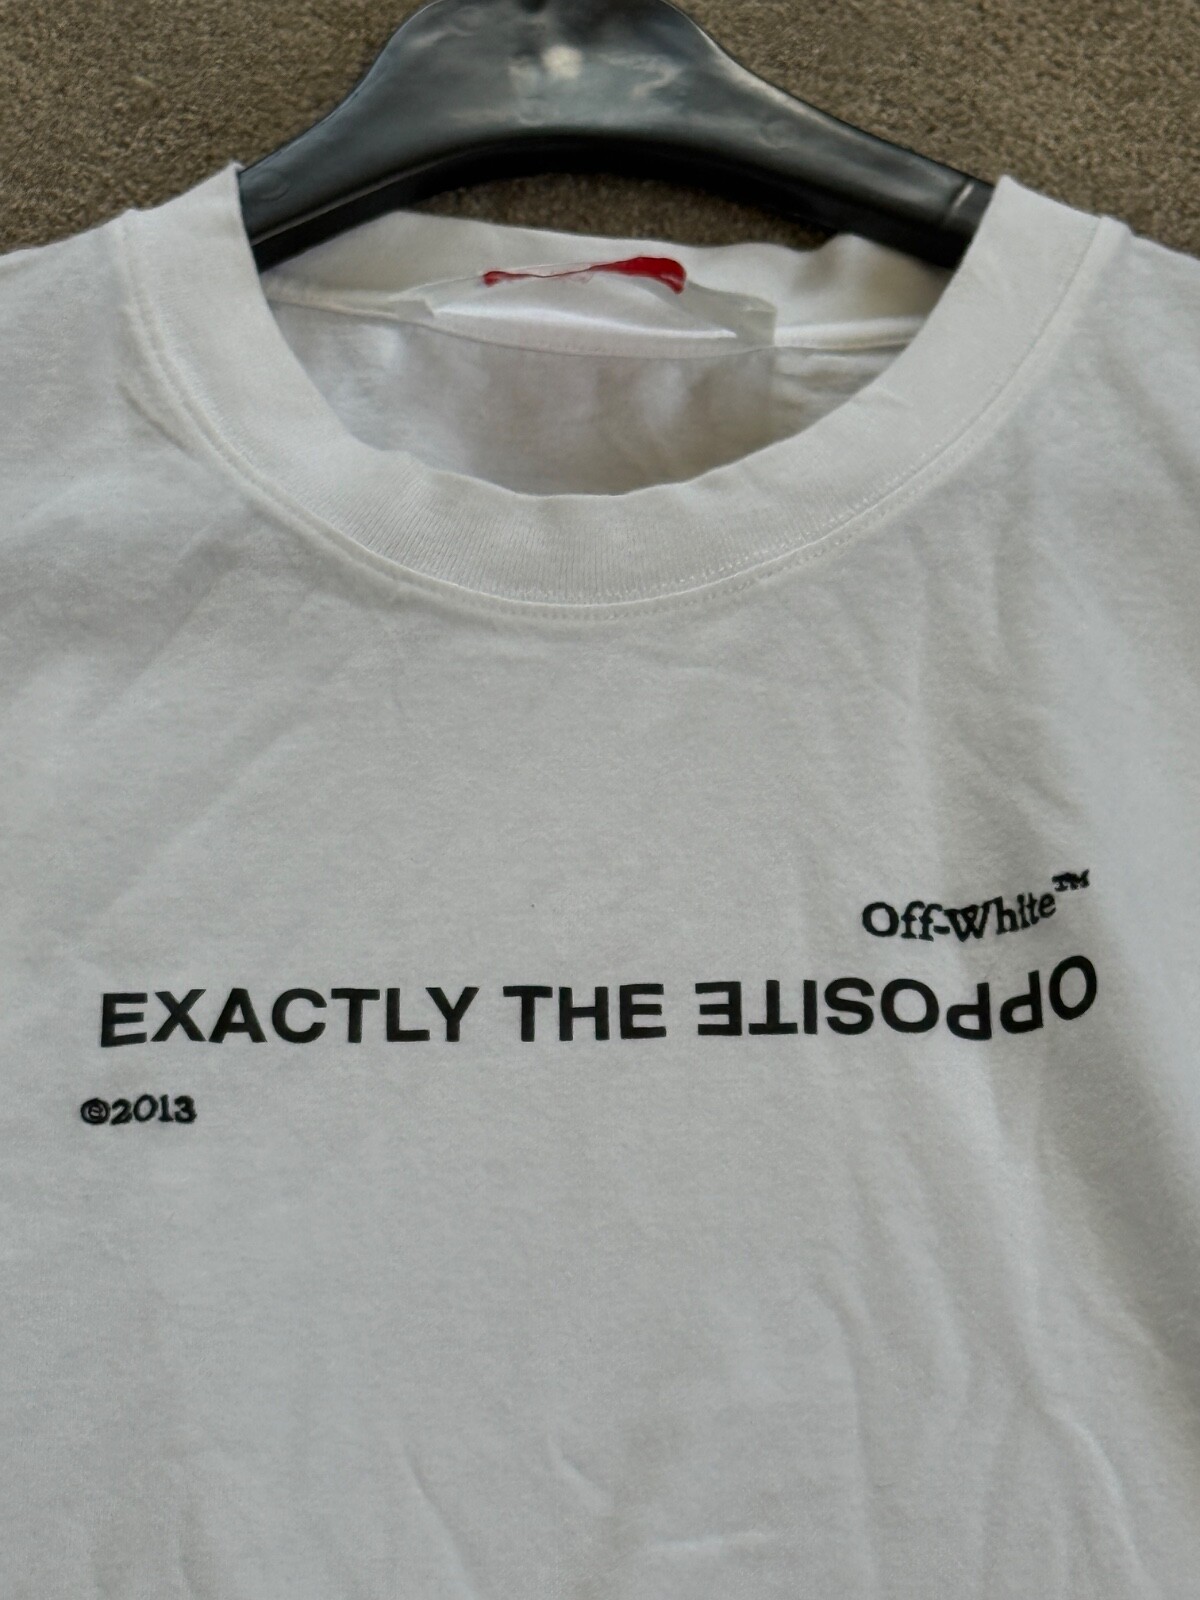 Off-White™
EXACTLY THE OPPOSITE
©2013